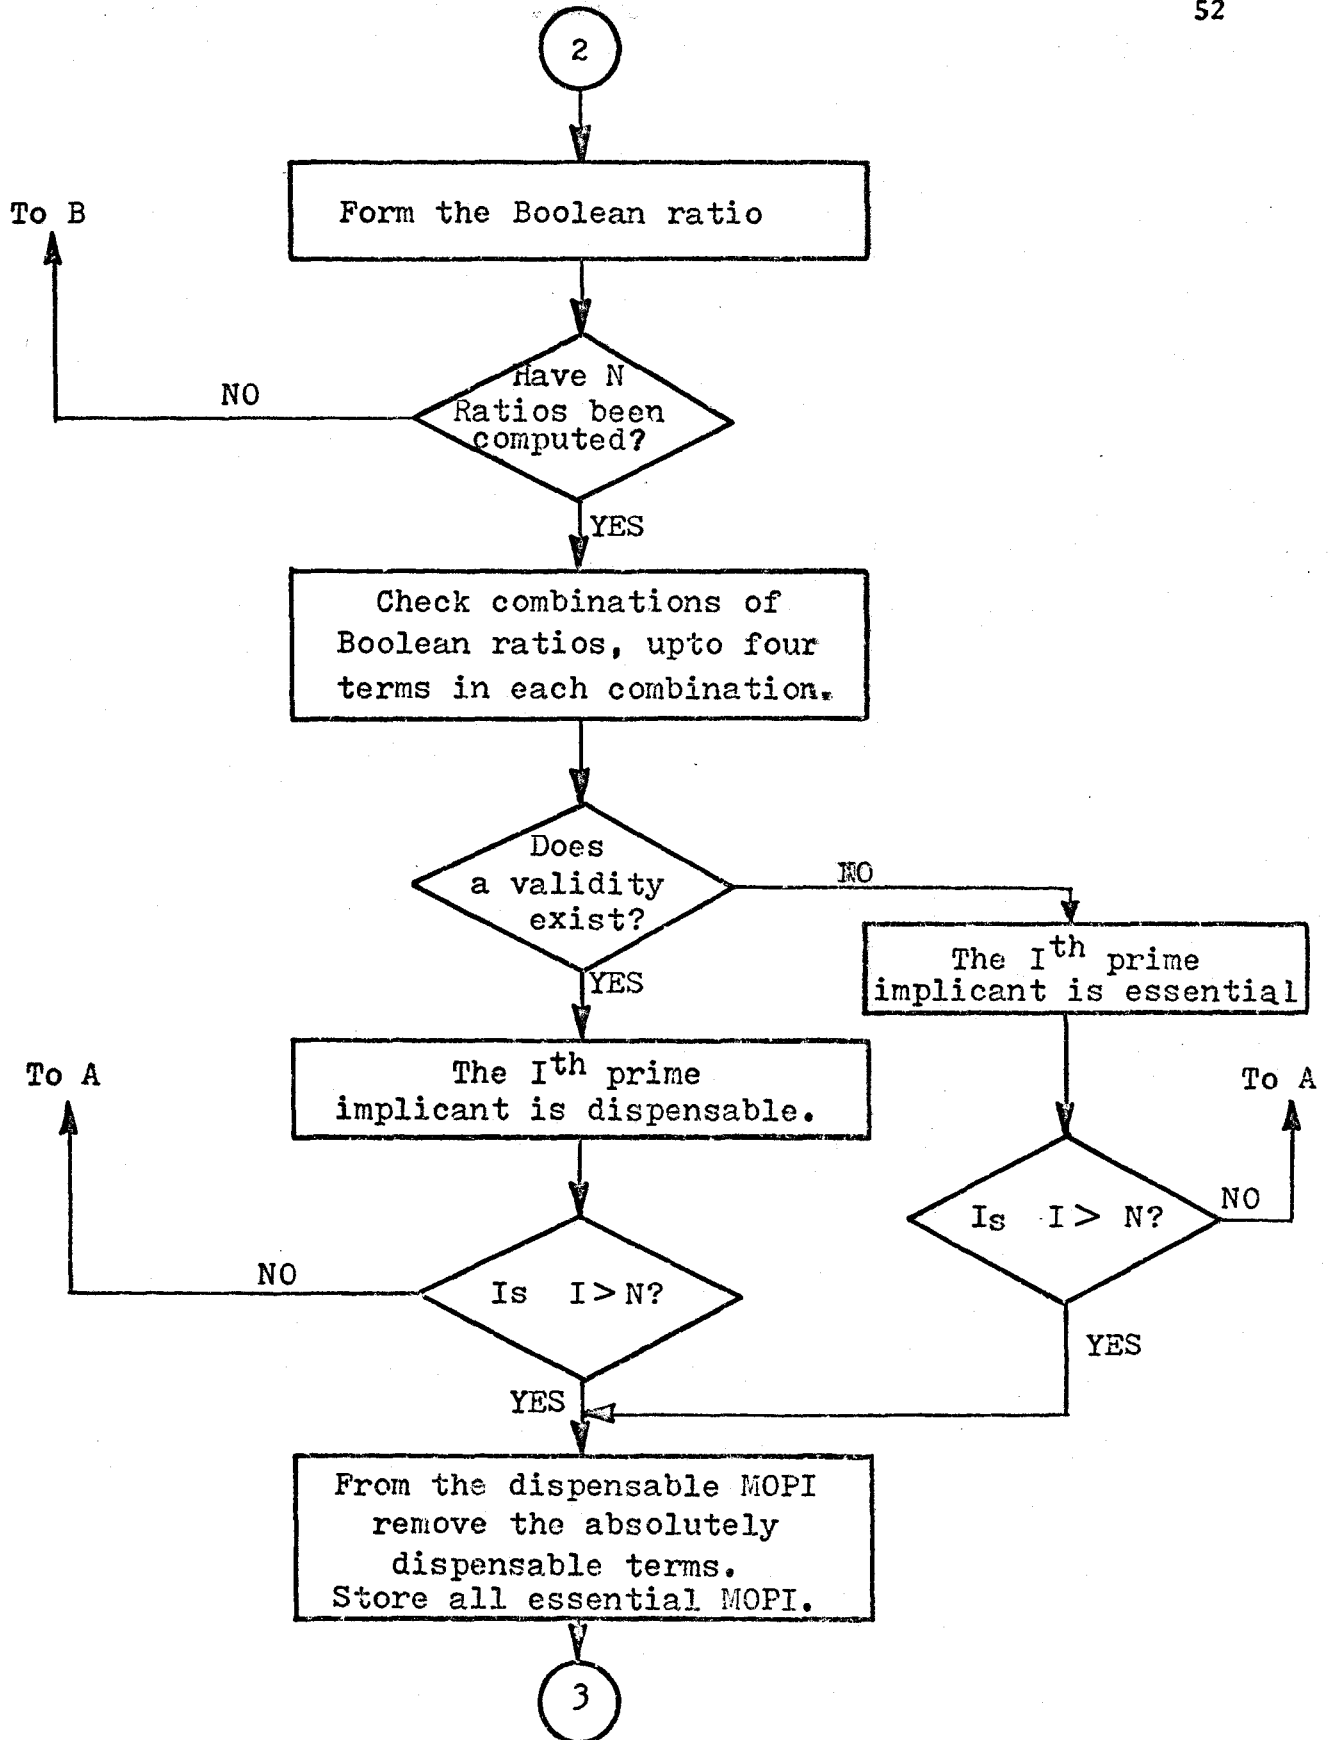 52
2
Form the Boolean ratio
To B
Have N
Ratios been
computed?
NO
YES
Check combinations of
Boolean ratios, upto four
terms in each combination.
Does
a validity
exist?
NO
YES
The Ith prime
implicant is essential
The Ith prime
implicant is dispensable.
To A
To A
Is I > N?
NO
YES
Is I > N?
NO
YES
From the dispensable MOPI
remove the absolutely
dispensable terms.
Store all essential MOPI.
3